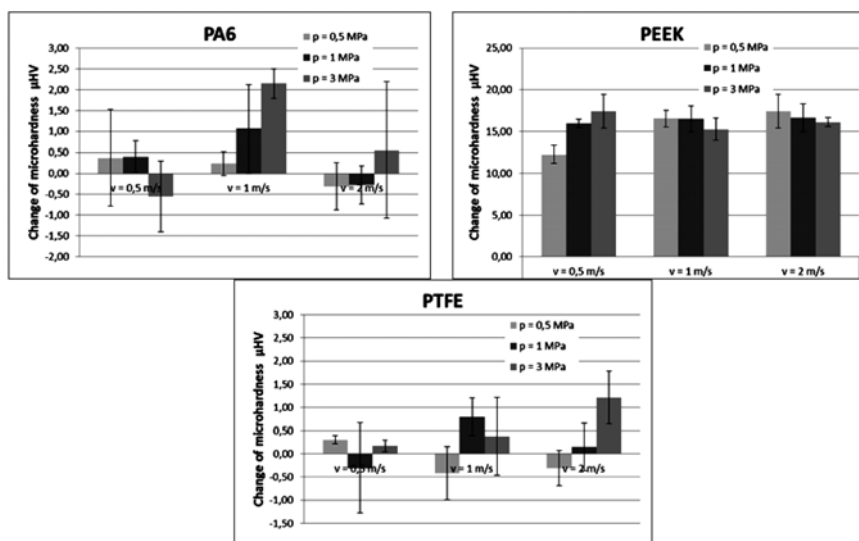 PA6
Change of microhardness µHV
3,00
2,50
2,00
1,50
1,00
0,50
0,00
-0,50
-1,00
-1,50
-2,00
p = 0,5 MPa
p = 1 MPa
p = 3 MPa
v = 0,5 m/s
v = 1 m/s
v = 2 m/s
PEEK
Change of microhardness µHV
25,00
20,00
15,00
10,00
5,00
0,00
p = 0,5 MPa
p = 1 MPa
p = 3 MPa
v = 0,5 m/s
v = 1 m/s
v = 2 m/s
PTFE
Change of microhardness µHV
3,00
2,50
2,00
1,50
1,00
0,50
0,00
-0,50
-1,00
-1,50
p = 0,5 MPa
p = 1 MPa
p = 3 MPa
v = 0,5 m/s
v = 1 m/s
v = 2 m/s